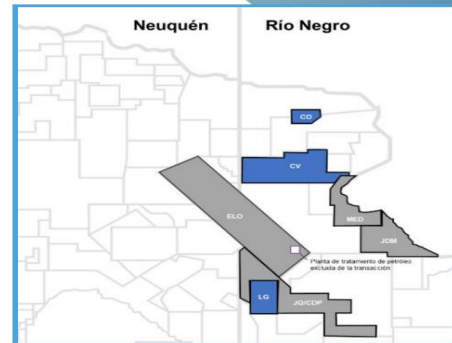 Neuquén
Río Negro
CO
CV
ELO
MED
JDM
Planta de tratamiento de petróleo
excluida de la transacción
LG
JQ/CDP